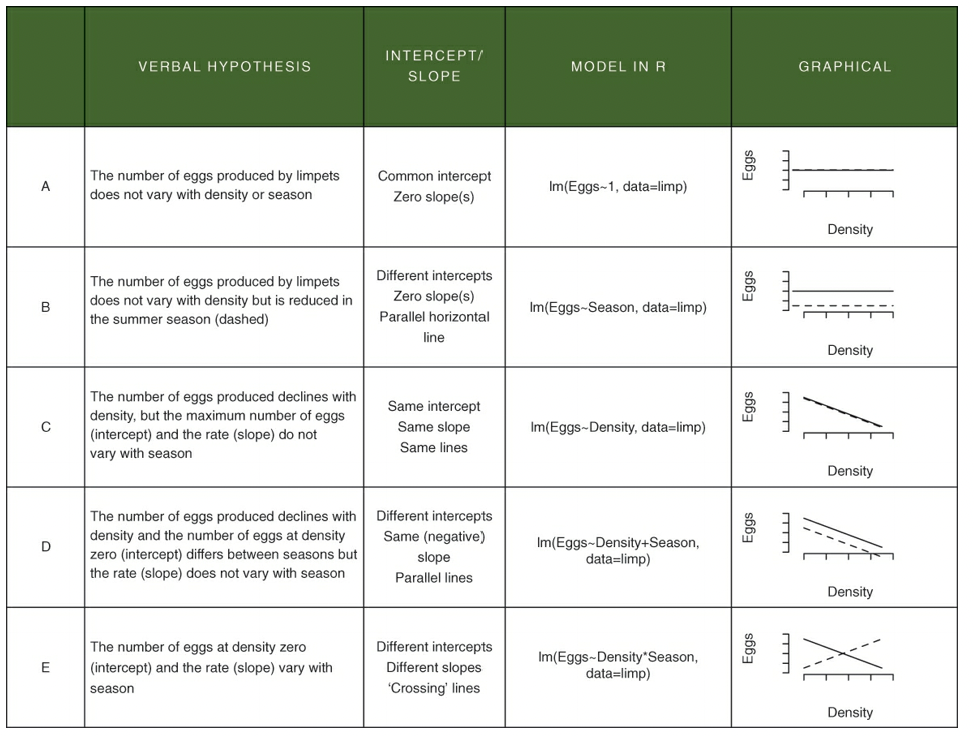 VERBAL HYPOTHESIS
INTERCEPT/
SLOPE
MODEL IN R
GRAPHICAL
A
The number of eggs produced by limpets
does not vary with density or season
Common intercept
Zero slope(s)
lm(Eggs~1, data=limp)
Eggs
Density
B
The number of eggs produced by limpets
does not vary with density but is reduced in
the summer season (dashed)
Different intercepts
Zero slope(s)
Parallel horizontal
line
lm(Eggs~Season, data=limp)
Eggs
Density
C
The number of eggs produced declines with
density, but the maximum number of eggs
(intercept) and the rate (slope) do not
vary with season
Same intercept
Same slope
Same lines
lm(Eggs~Density, data=limp)
Eggs
Density
D
The number of eggs produced declines with
density and the number of eggs at density
zero (intercept) differs between seasons but
the rate (slope) does not vary with season
Different intercepts
Same (negative)
slope
Parallel lines
lm(Eggs~Density+Season,
data=limp)
Eggs
Density
E
The number of eggs at density zero
(intercept) and the rate (slope) vary with
season
Different intercepts
Different slopes
‘Crossing’ lines
lm(Eggs~Density*Season,
data=limp)
Eggs
Density